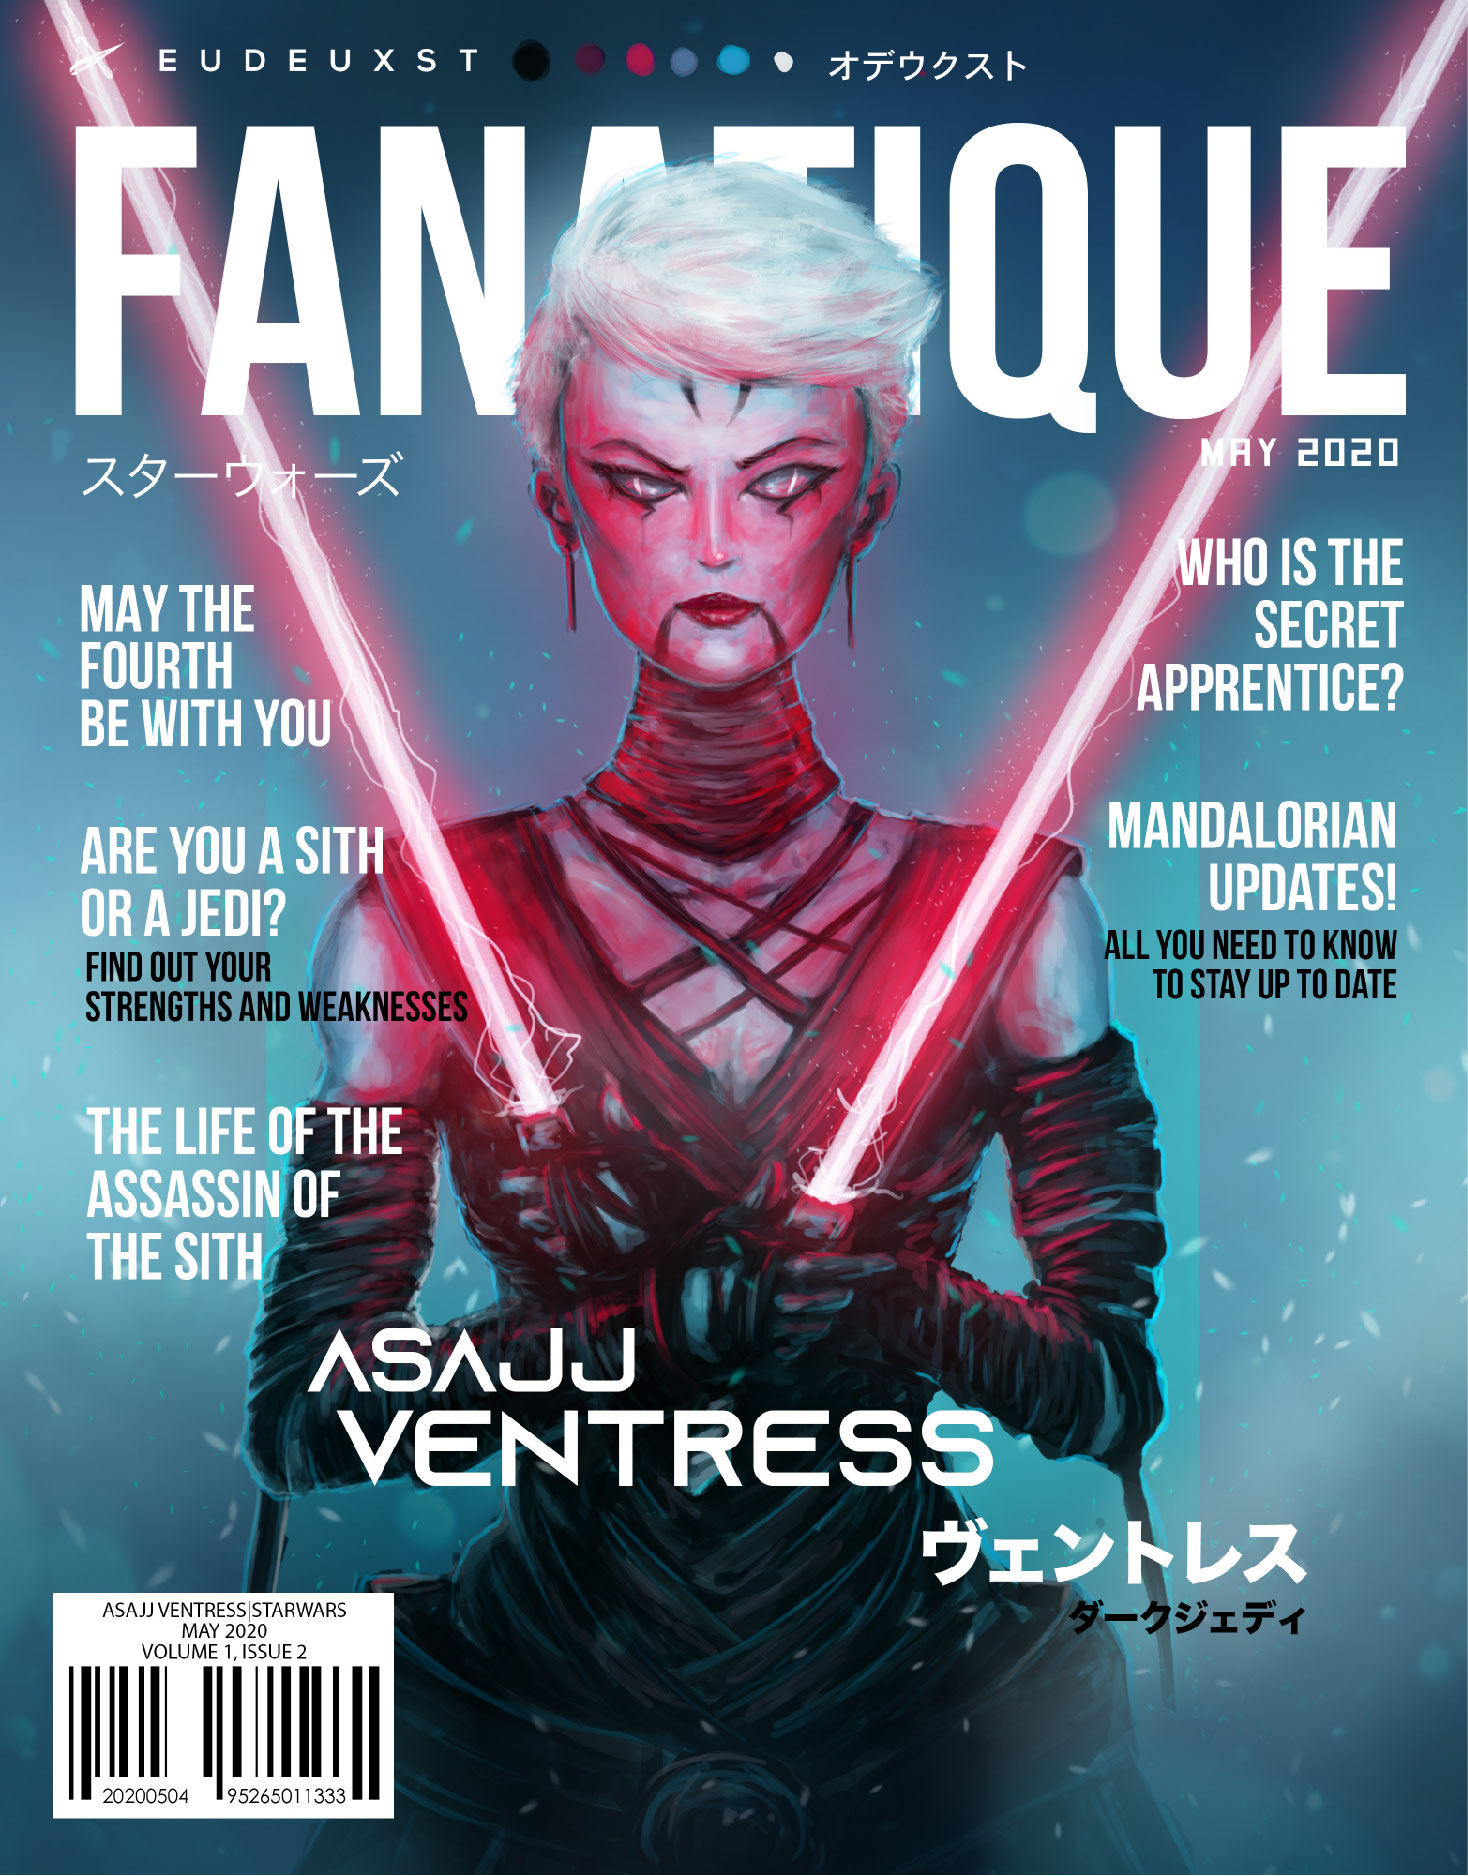 EUDEUXST オデウクスト
FANATIQUE
MAY 2020
スターウォーズ
MAY THE
FOURTH
BE WITH YOU
ARE YOU A SITH
OR A JEDI?
FIND OUT YOUR
STRENGTHS AND WEAKNESSES
THE LIFE OF THE
ASSASSIN OF
THE SITH
WHO IS THE
SECRET
APPRENTICE?
MANDALORIAN
UPDATES!
ALL YOU NEED TO KNOW
TO STAY UP TO DATE
ASAJJ
VENTRESS
ヴェントレス
ダークジェディ
ASAJJ VENTRESS|STARWARS
MAY 2020
VOLUME 1, ISSUE 2
20200504 95265011333